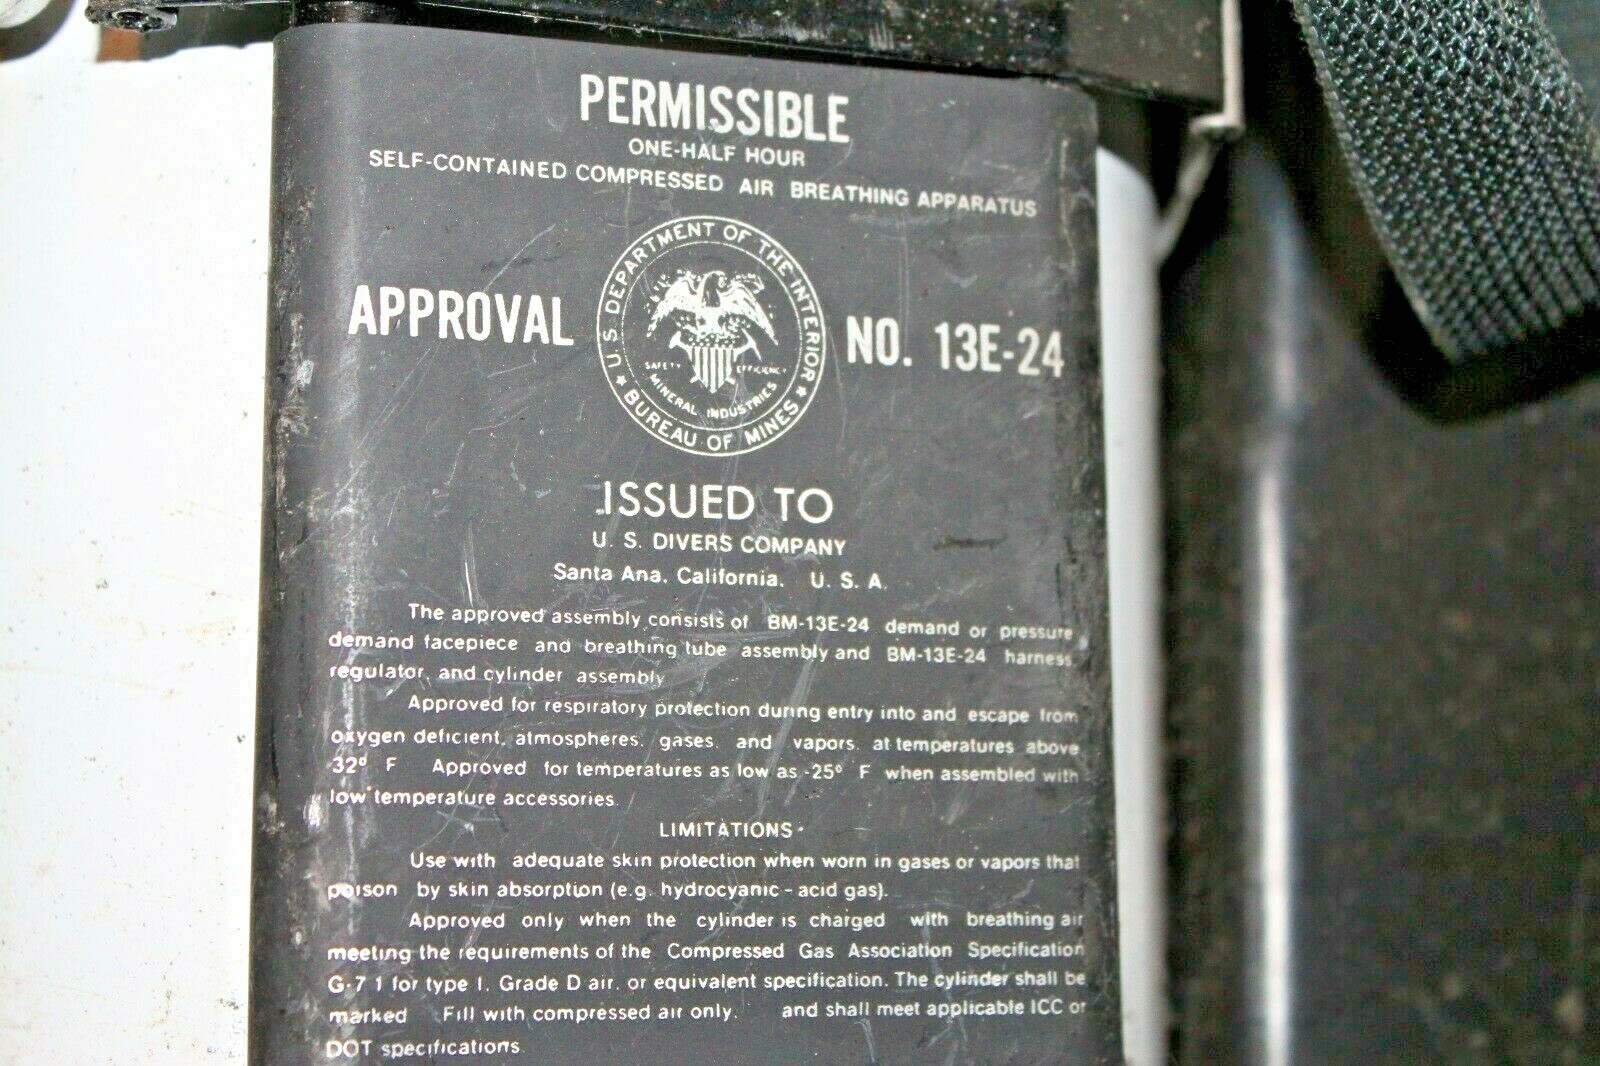 PERMISSIBLE
ONE-HALF HOUR
SELF-CONTAINED COMPRESSED AIR BREATHING APPARATUS
APPROVAL NO. 13E-24
U. S. DEPARTMENT OF THE INTERIOR
SAFETY EFFICIENCY
MINERAL INDUSTRIES
★ BUREAU OF MINES ★
ISSUED TO
U. S. DIVERS COMPANY
Santa Ana, California, U. S. A.
The approved assembly consists of BM-13E-24 demand or pressure
demand facepiece and breathing tube assembly and BM-13E-24 harness
regulator, and cylinder assembly
Approved for respiratory protection during entry into and escape from
oxygen deficient, atmospheres, gases, and vapors, at temperatures above
32° F Approved for temperatures as low as -25° F when assembled with
low temperature accessories.
LIMITATIONS
Use with adequate skin protection when worn in gases or vapors that
poison by skin absorption (e.g. hydrocyanic - acid gas).
Approved only when the cylinder is charged with breathing air
meeting the requirements of the Compressed Gas Association Specification
G-7 1 for type I, Grade D air, or equivalent specification. The cylinder shall be
marked Fill with compressed air only, and shall meet applicable ICC or
DOT specifications.